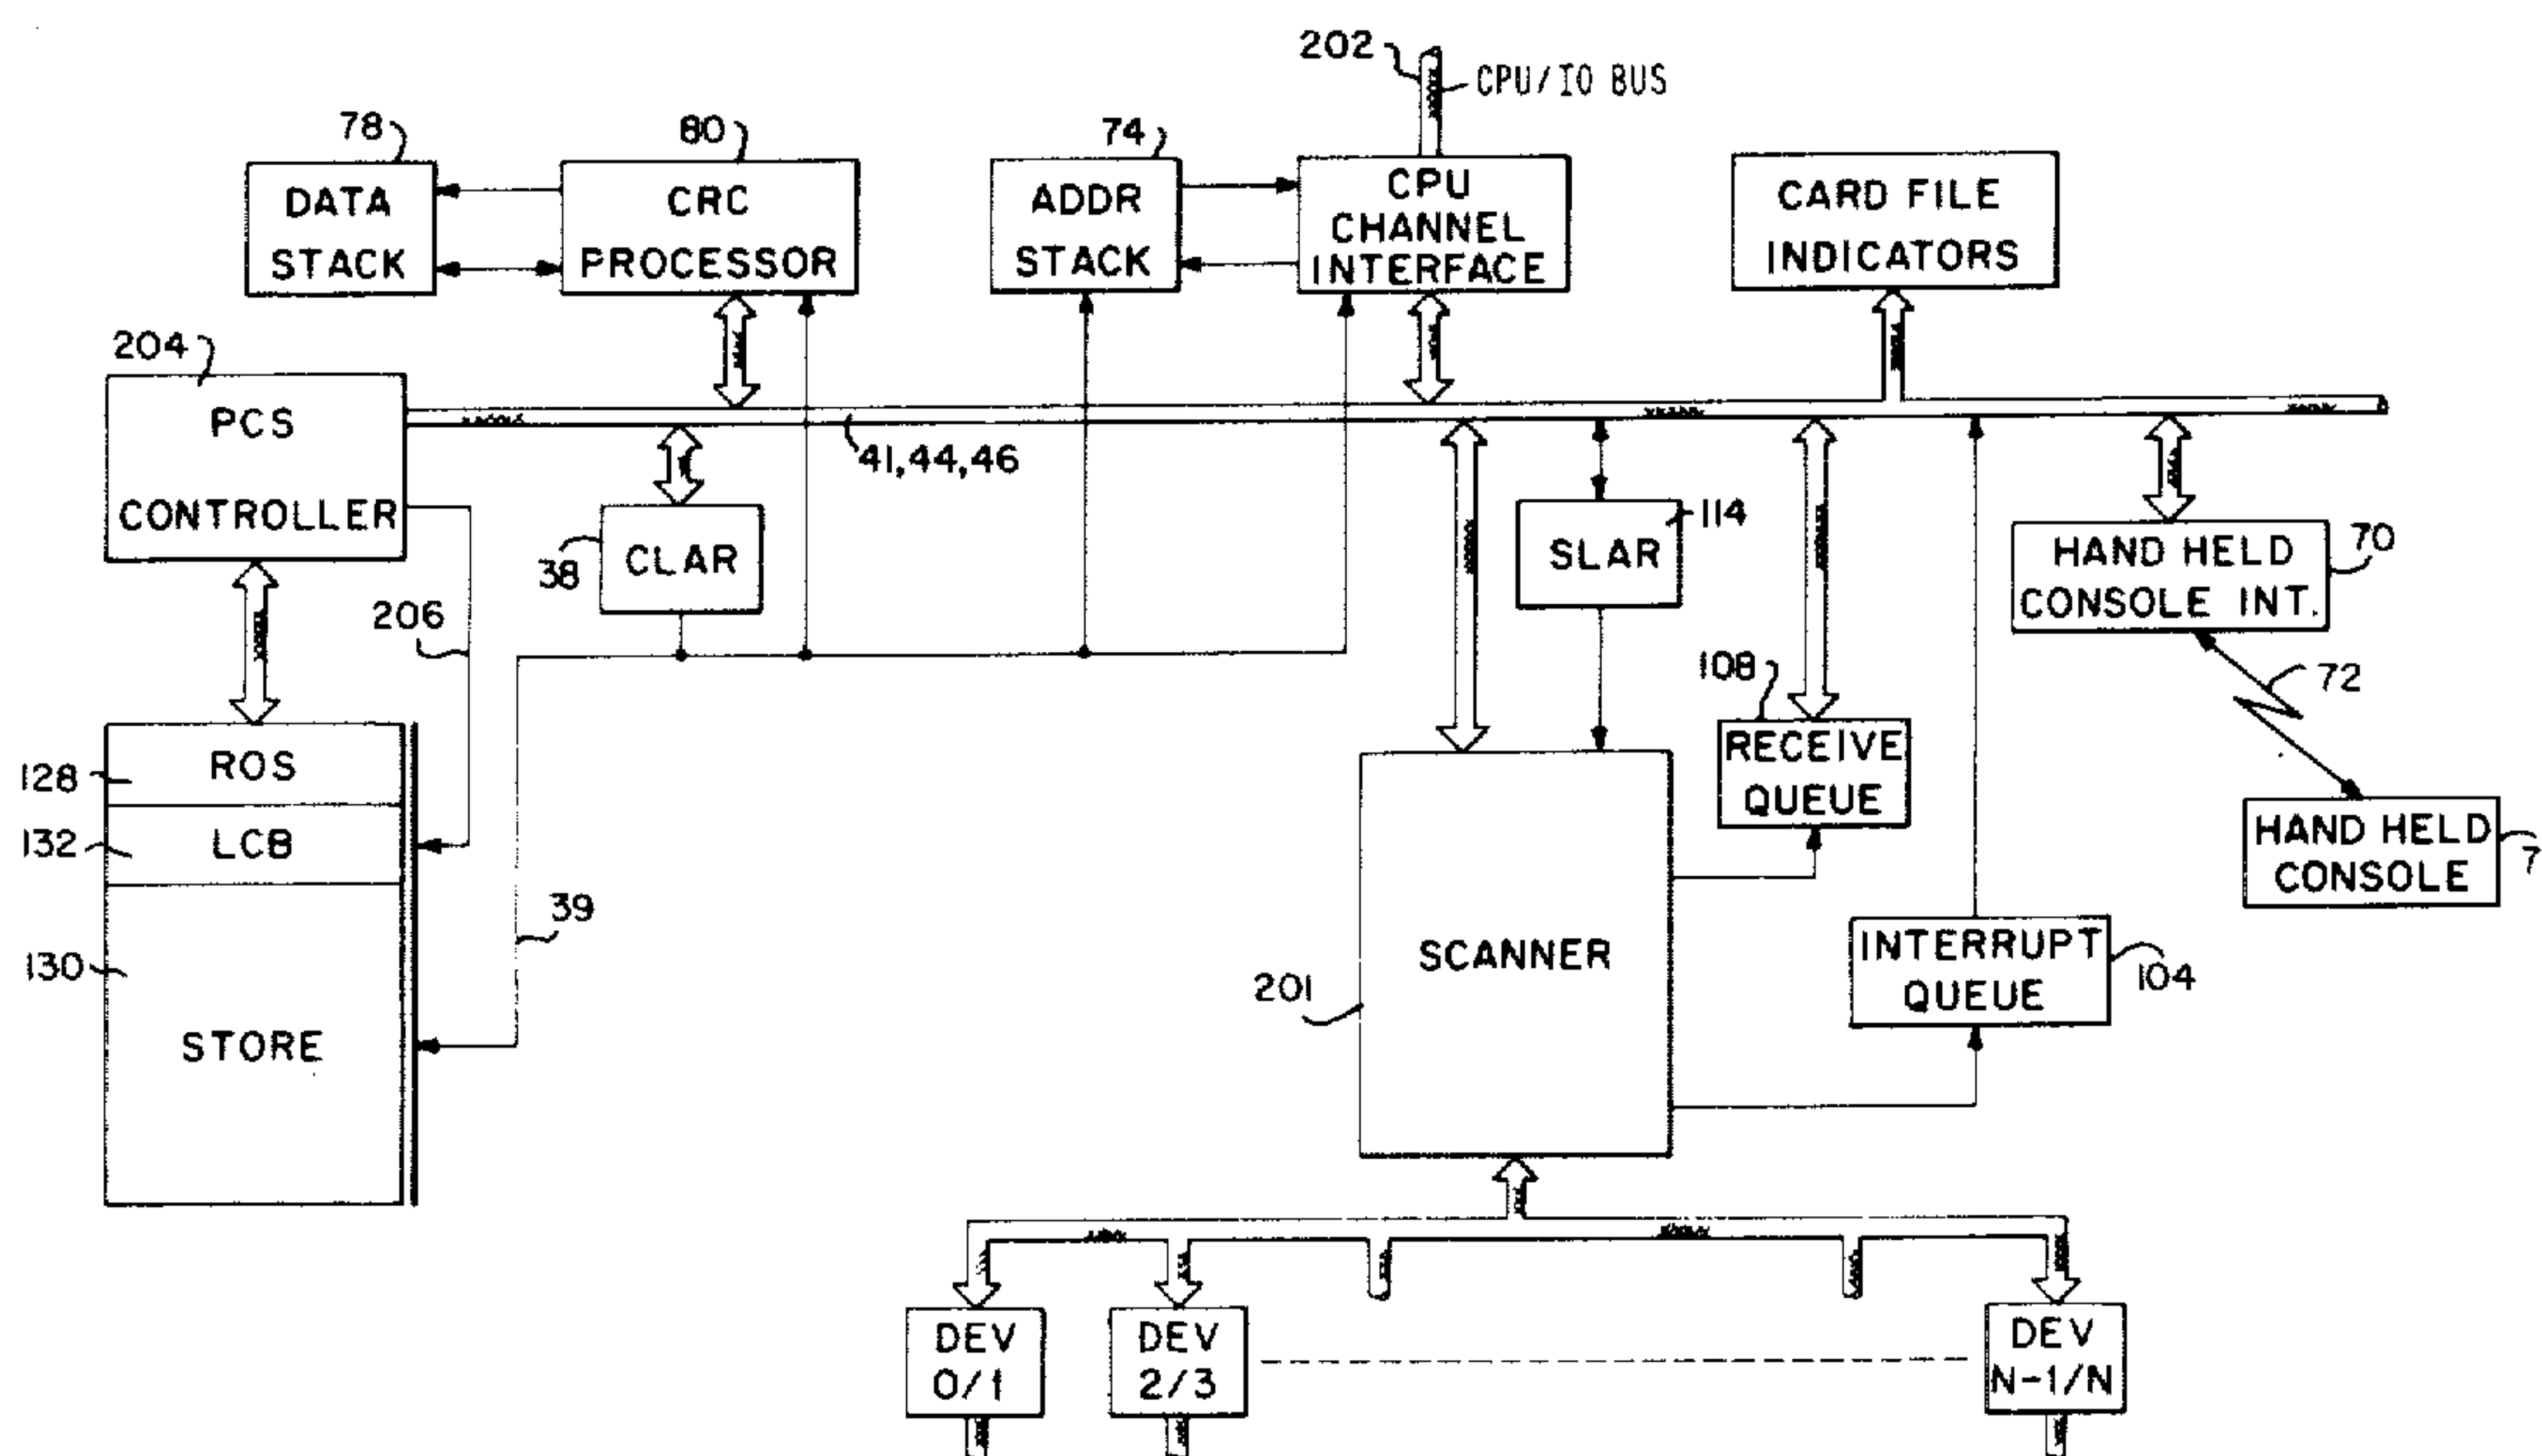 202
CPU/IO BUS
78
80
74
DATA
STACK
CRC
PROCESSOR
ADDR
STACK
CPU
CHANNEL
INTERFACE
CARD FILE
INDICATORS
204
PCS
CONTROLLER
41,44,46
38
CLAR
114
SLAR
HAND HELD
CONSOLE INT.
70
206
72
108
RECEIVE
QUEUE
128
ROS
132
LCB
130
STORE
39
HAND HELD
CONSOLE
7
201
SCANNER
INTERRUPT
QUEUE
104
DEV
0/1
DEV
2/3
DEV
N-1/N